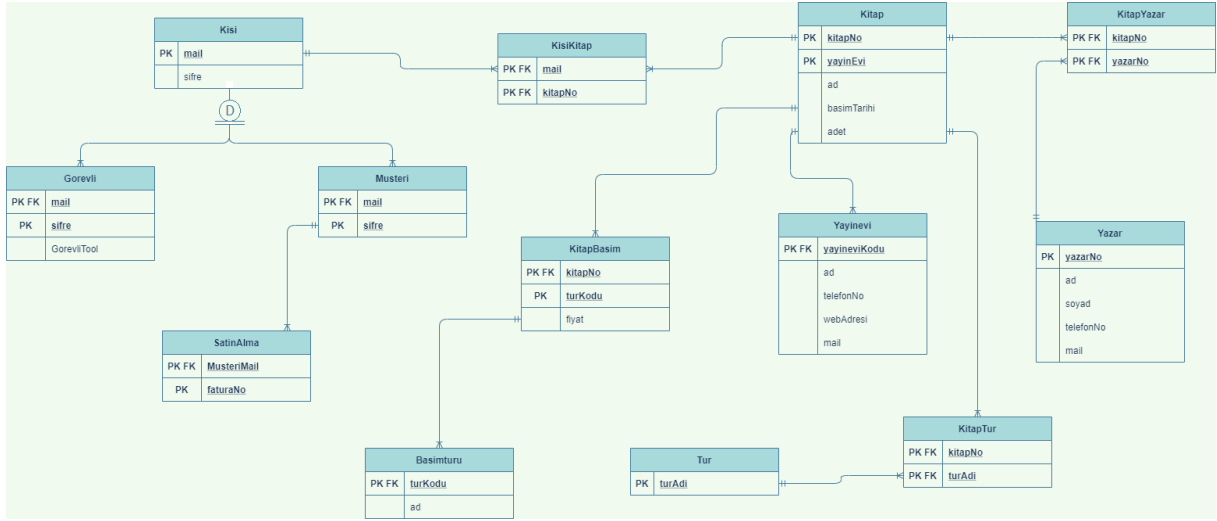 Kisi
PK mail
sifre
D
KisiKitap
PK FK mail
PK FK kitapNo
Kitap
PK kitapNo
PK yayinEvi
ad
basimTarihi
adet
KitapYazar
PK FK kitapNo
PK FK yazarNo
Gorevli
PK FK mail
PK sifre
GorevliTool
Musteri
PK FK mail
PK sifre
KitapBasim
PK FK kitapNo
PK turKodu
fiyat
Yayinevi
PK FK yayineviKodu
ad
telefonNo
webAdresi
mail
Yazar
PK yazarNo
ad
soyad
telefonNo
mail
SatinAlma
PK FK MusteriMail
PK faturaNo
Basimturu
PK FK turKodu
ad
Tur
PK turAdi
KitapTur
PK FK kitapNo
PK FK turAdi